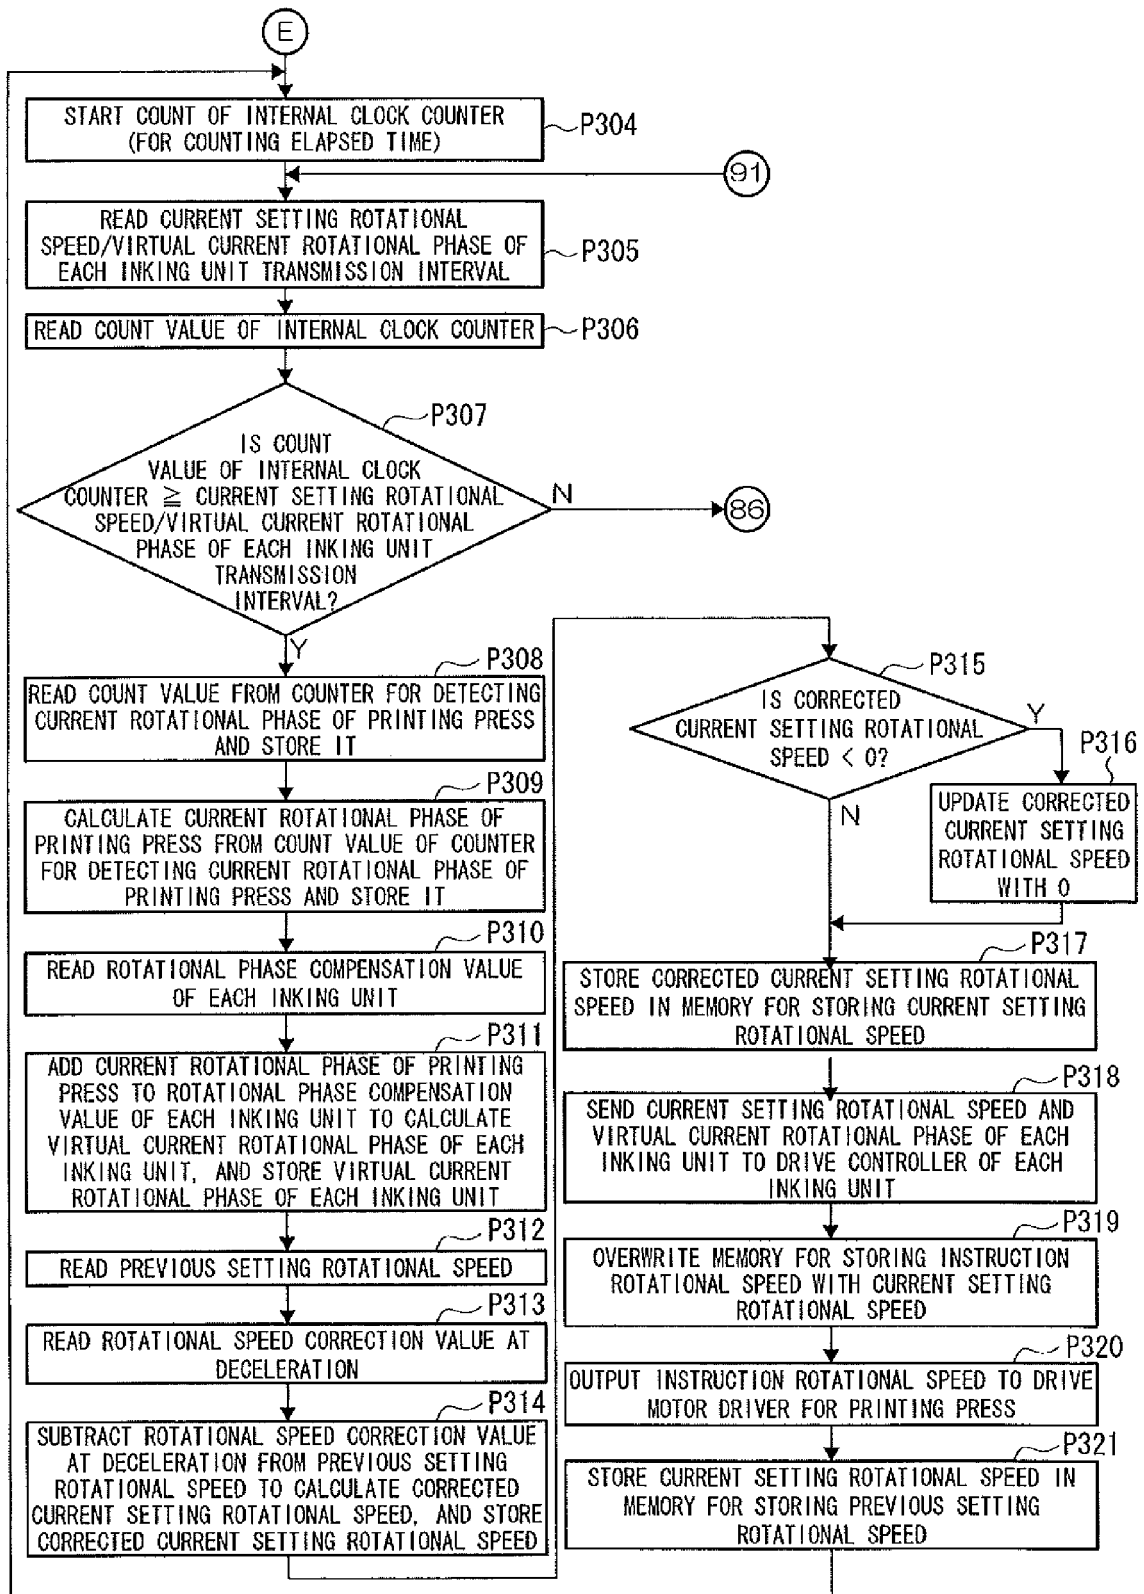 E
START COUNT OF INTERNAL CLOCK COUNTER
(FOR COUNTING ELAPSED TIME)
P304
91
READ CURRENT SETTING ROTATIONAL
SPEED/VIRTUAL CURRENT ROTATIONAL PHASE OF
EACH INKING UNIT TRANSMISSION INTERVAL
P305
READ COUNT VALUE OF INTERNAL CLOCK COUNTER
P306
P307
IS COUNT
VALUE OF INTERNAL CLOCK
COUNTER ≧ CURRENT SETTING ROTATIONAL
SPEED/VIRTUAL CURRENT ROTATIONAL
PHASE OF EACH INKING UNIT
TRANSMISSION
INTERVAL?
N
86
Y
P308
READ COUNT VALUE FROM COUNTER FOR DETECTING
CURRENT ROTATIONAL PHASE OF PRINTING PRESS
AND STORE IT
P309
CALCULATE CURRENT ROTATIONAL PHASE OF
PRINTING PRESS FROM COUNT VALUE OF COUNTER
FOR DETECTING CURRENT ROTATIONAL PHASE OF
PRINTING PRESS AND STORE IT
P310
READ ROTATIONAL PHASE COMPENSATION VALUE
OF EACH INKING UNIT
P311
ADD CURRENT ROTATIONAL PHASE OF PRINTING
PRESS TO ROTATIONAL PHASE COMPENSATION
VALUE OF EACH INKING UNIT TO CALCULATE
VIRTUAL CURRENT ROTATIONAL PHASE OF EACH
INKING UNIT, AND STORE VIRTUAL CURRENT
ROTATIONAL PHASE OF EACH INKING UNIT
P312
READ PREVIOUS SETTING ROTATIONAL SPEED
P313
READ ROTATIONAL SPEED CORRECTION VALUE AT
DECELERATION
P314
SUBTRACT ROTATIONAL SPEED CORRECTION VALUE
AT DECELERATION FROM PREVIOUS SETTING
ROTATIONAL SPEED TO CALCULATE CORRECTED
CURRENT SETTING ROTATIONAL SPEED, AND STORE
CORRECTED CURRENT SETTING ROTATIONAL SPEED
P315
IS CORRECTED
CURRENT SETTING ROTATIONAL
SPEED < 0?
Y
N
P316
UPDATE CORRECTED
CURRENT SETTING
ROTATIONAL SPEED
WITH 0
P317
STORE CORRECTED CURRENT SETTING ROTATIONAL
SPEED IN MEMORY FOR STORING CURRENT SETTING
ROTATIONAL SPEED
P318
SEND CURRENT SETTING ROTATIONAL SPEED AND
VIRTUAL CURRENT ROTATIONAL PHASE OF EACH
INKING UNIT TO DRIVE CONTROLLER OF EACH
INKING UNIT
P319
OVERWRITE MEMORY FOR STORING INSTRUCTION
ROTATIONAL SPEED WITH CURRENT SETTING
ROTATIONAL SPEED
P320
OUTPUT INSTRUCTION ROTATIONAL SPEED TO DRIVE
MOTOR DRIVER FOR PRINTING PRESS
P321
STORE CURRENT SETTING ROTATIONAL SPEED IN
MEMORY FOR STORING PREVIOUS SETTING
ROTATIONAL SPEED